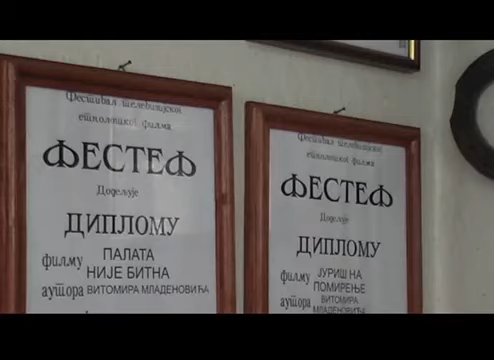 Фестивал телевизијског
етнолошког филма
ФЕСТЕФ
Додељује
ДИПЛОМУ
филму ПАЛАТА
НИЈЕ БИТНА
аутора ВИТОМИРА МЛАДЕНОВИЋА
Фестивал телевизијског
етнолошког филма
ФЕСТЕФ
Додељује
ДИПЛОМУ
филму ЈУРИШ НА
ПОМИРЕЊЕ
аутора ВИТОМИРА
МЛАДЕНОВИЋА